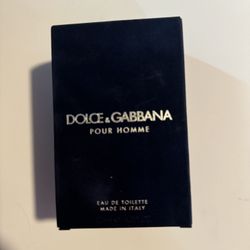 DOLCE & GABBANA
POUR HOMME
EAU DE TOILETTE
MADE IN ITALY